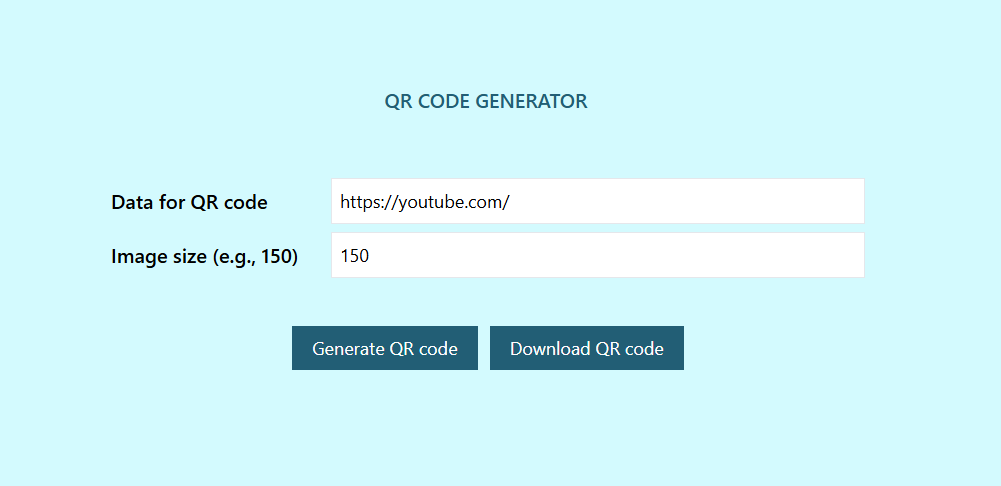 QR CODE GENERATOR
Data for QR code
https://youtube.com/
Image size (e.g., 150)
150
Generate QR code
Download QR code